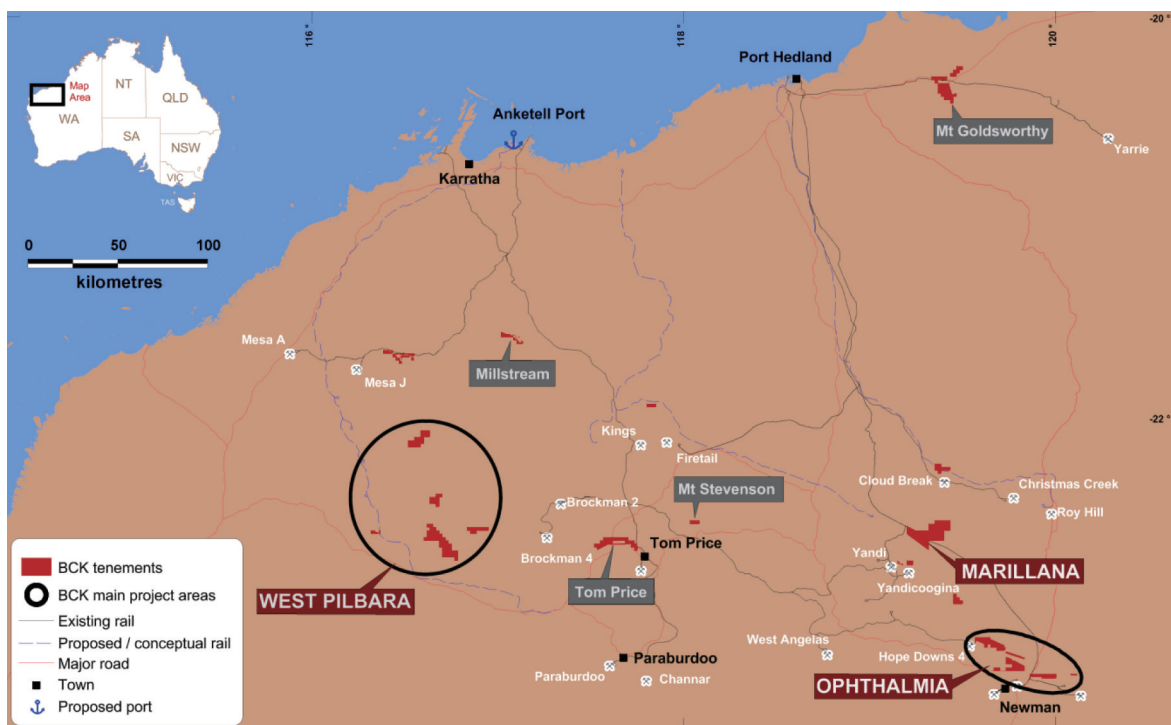 116
118
120
-20
-22
NT
QLD
WA
SA
NSW
VIC
TAS
Map
Area
0 50 100
kilometres
Port Hedland
Anketell Port
Karratha
Mt Goldsworthy
Yarrie
Mesa A
Mesa J
Millstream
Kings
Firetail
Cloud Break
Christmas Creek
Roy Hill
Mt Stevenson
Brockman 2
Brockman 4
Tom Price
Tom Price
Yandi
Yandicoogina
MARILLANA
WEST PILBARA
West Angelas
Hope Downs 4
OPHTHALMIA
Paraburdoo
Paraburdoo
Channar
Newman
BCK tenements
BCK main project areas
Existing rail
Proposed / conceptual rail
Major road
Town
Proposed port